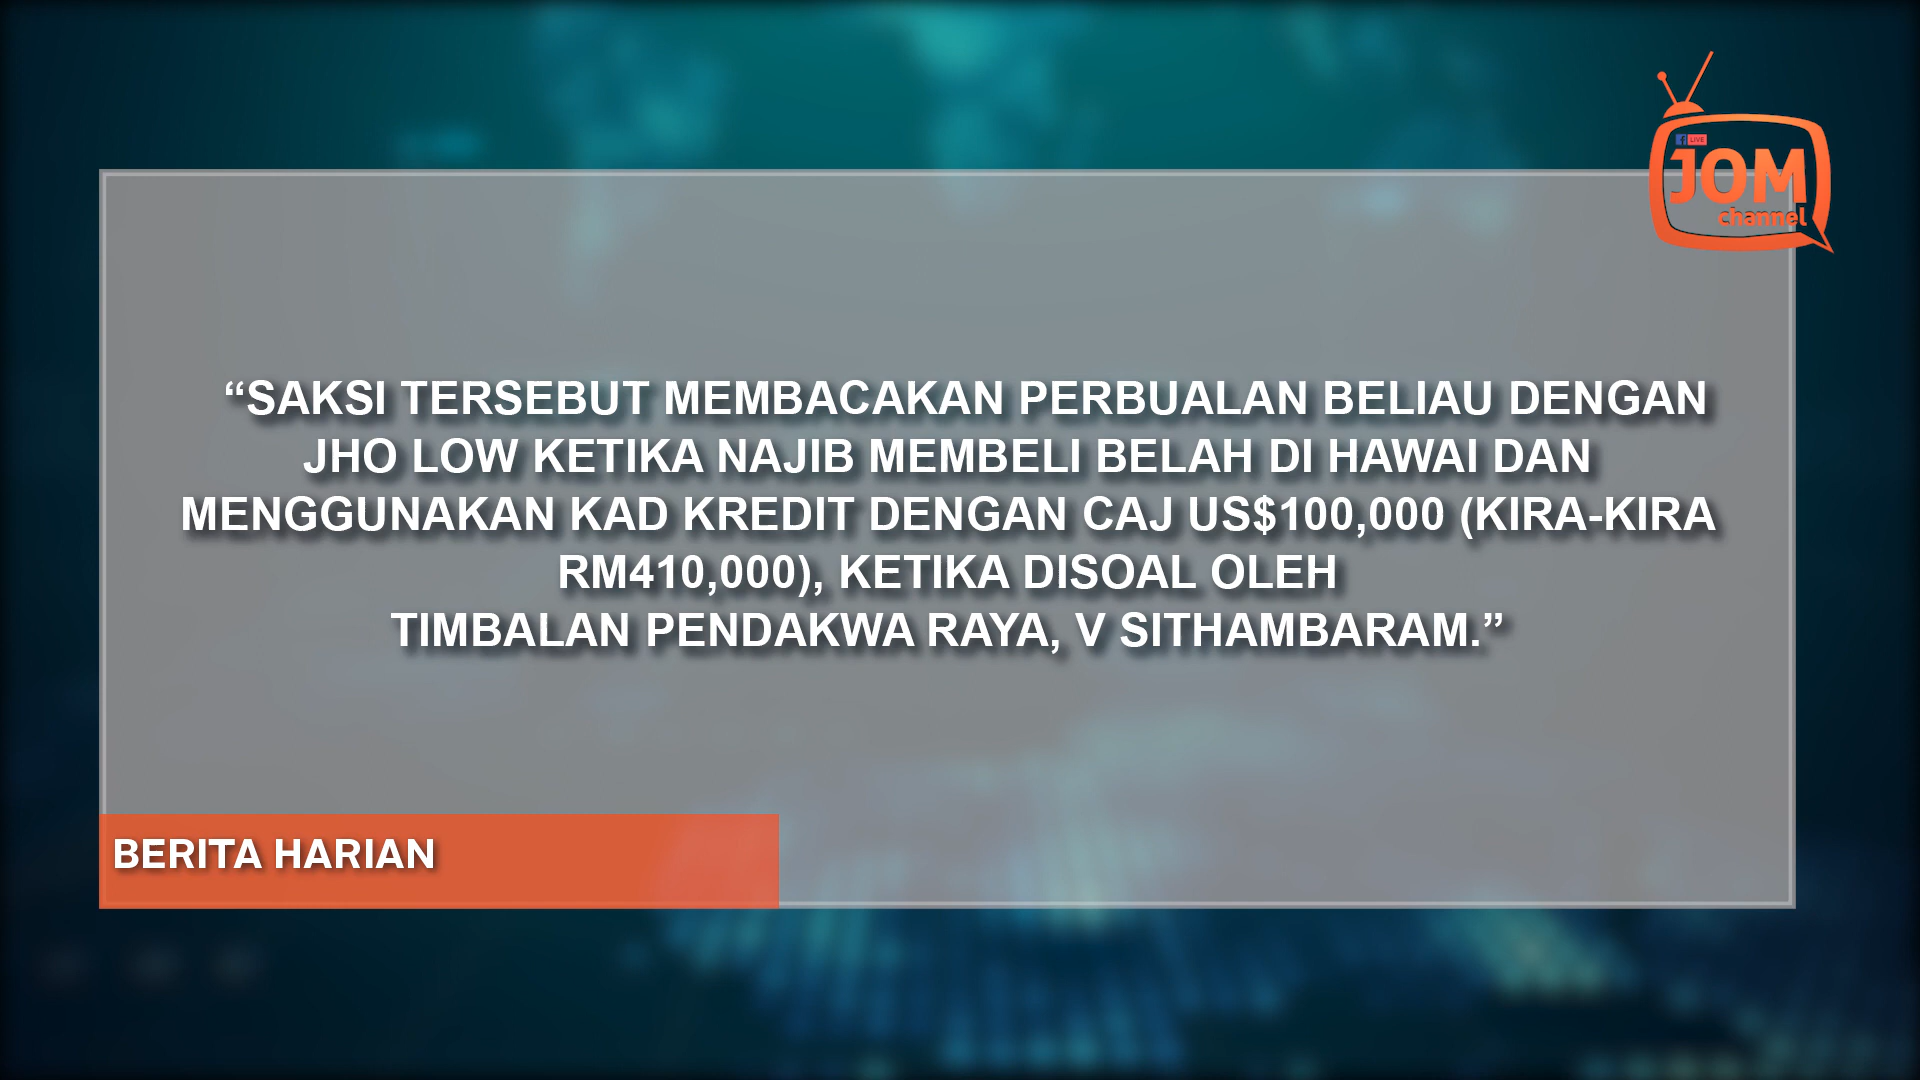 LIVE
JOM
channel
“SAKSI TERSEBUT MEMBACAKAN PERBUALAN BELIAU DENGAN
JHO LOW KETIKA NAJIB MEMBELI BELAH DI HAWAI DAN
MENGGUNAKAN KAD KREDIT DENGAN CAJ US$100,000 (KIRA-KIRA
RM410,000), KETIKA DISOAL OLEH
TIMBALAN PENDAKWA RAYA, V SITHAMBARAM.”
BERITA HARIAN